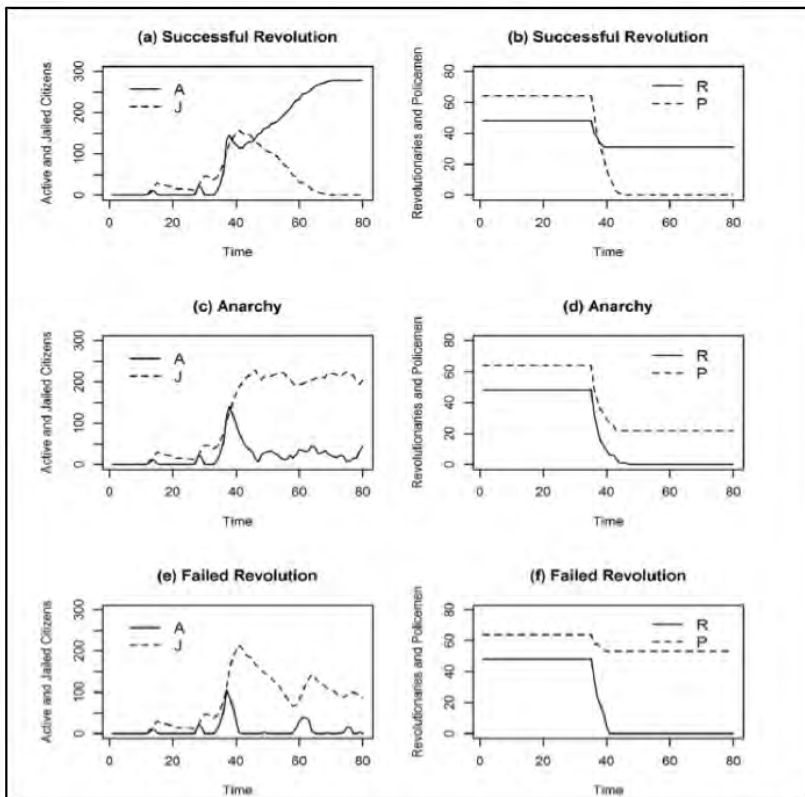 (a) Successful Revolution
Active and Jailed Citizens
300
100
0
A
J
0 20 40 60 80
Time
(b) Successful Revolution
Revolutionaries and Policemen
80
60
40
20
0
R
P
0 20 40 60 80
Time
(c) Anarchy
Active and Jailed Citizens
300
200
100
0
A
J
0 20 40 60 80
Time
(d) Anarchy
Revolutionaries and Policemen
80
60
40
20
0
R
P
0 20 40 60 80
Time
(e) Failed Revolution
Active and Jailed Citizens
300
200
100
0
A
J
0 20 40 60 80
Time
(f) Failed Revolution
Revolutionaries and Policemen
80
60
40
20
0
R
P
0 20 40 60 80
Time